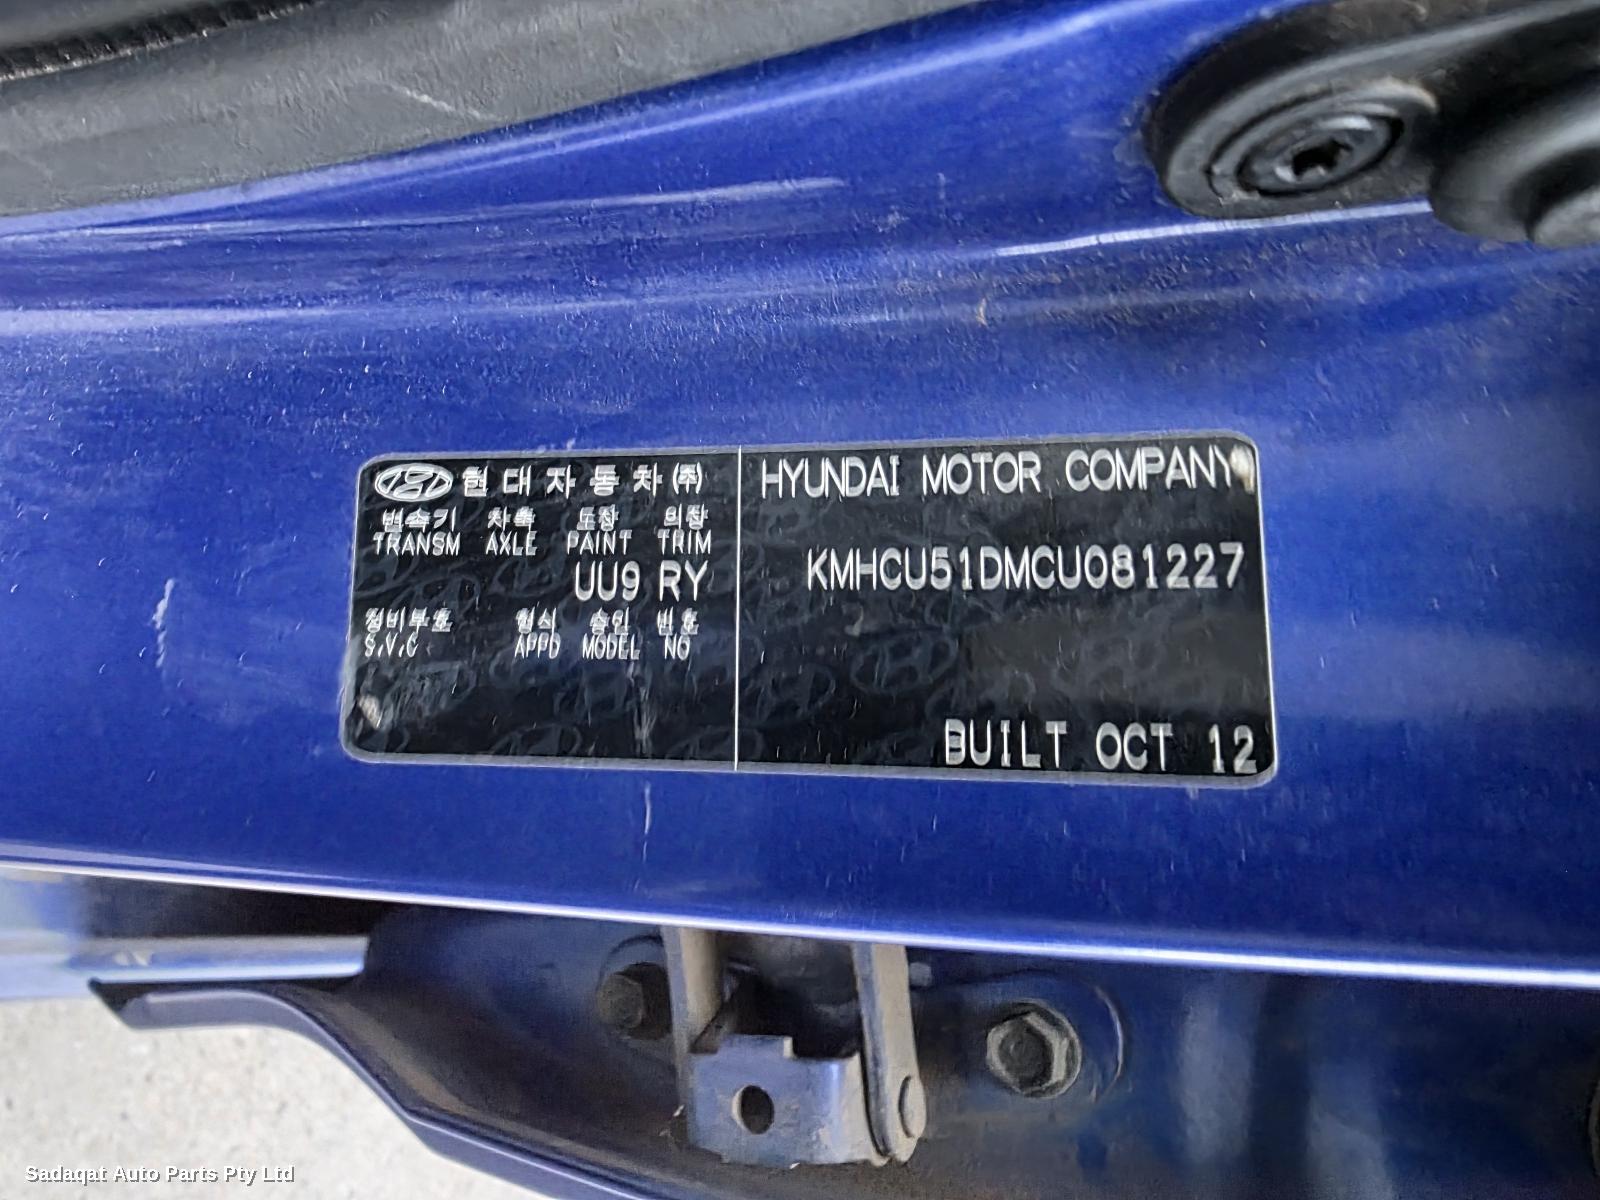 현대자동차(주)
변속기 차축 도장 의장
TRANSM AXLE PAINT TRIM
UU9 RY
정비부호 형식 승인 번호
S.V.C APPD MODEL NO
HYUNDAI MOTOR COMPANY
KMHCU51DMCU081227
BUILT OCT 12
Sadaqat Auto Parts Pty Ltd